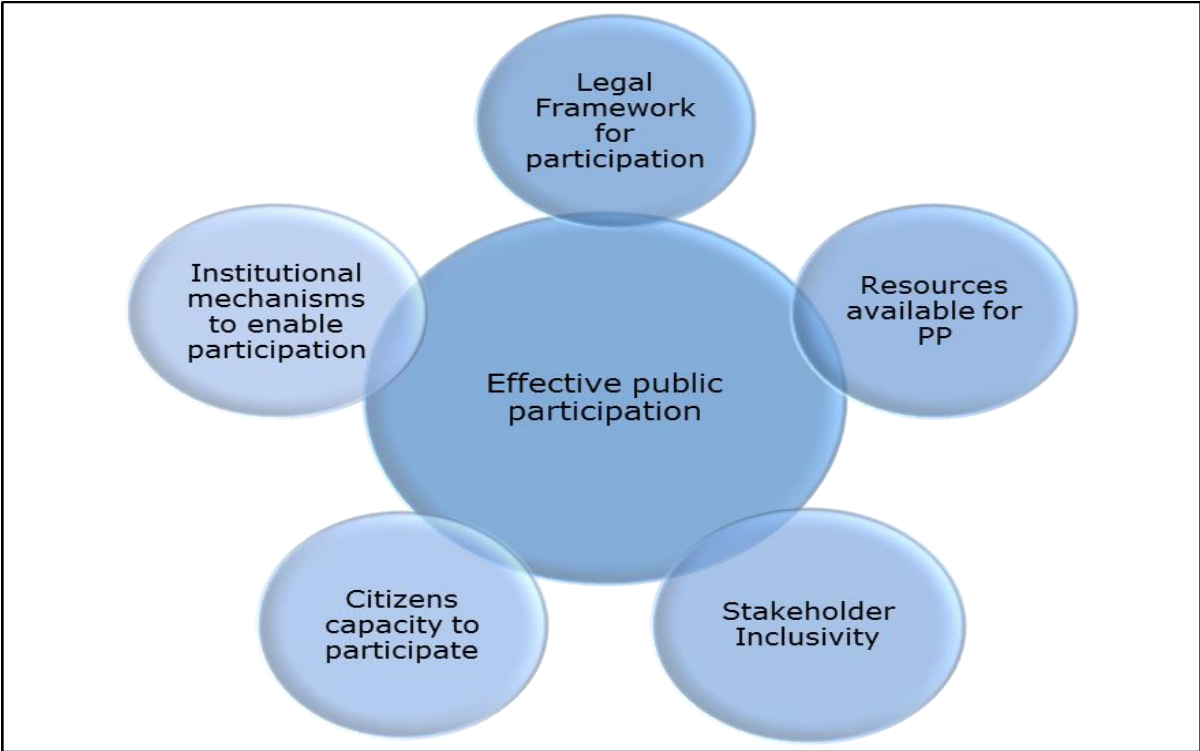 Legal
Framework
for
participation
Institutional
mechanisms
to enable
participation
Resources
available for
PP
Effective public
participation
Citizens
capacity to
participate
Stakeholder
Inclusivity